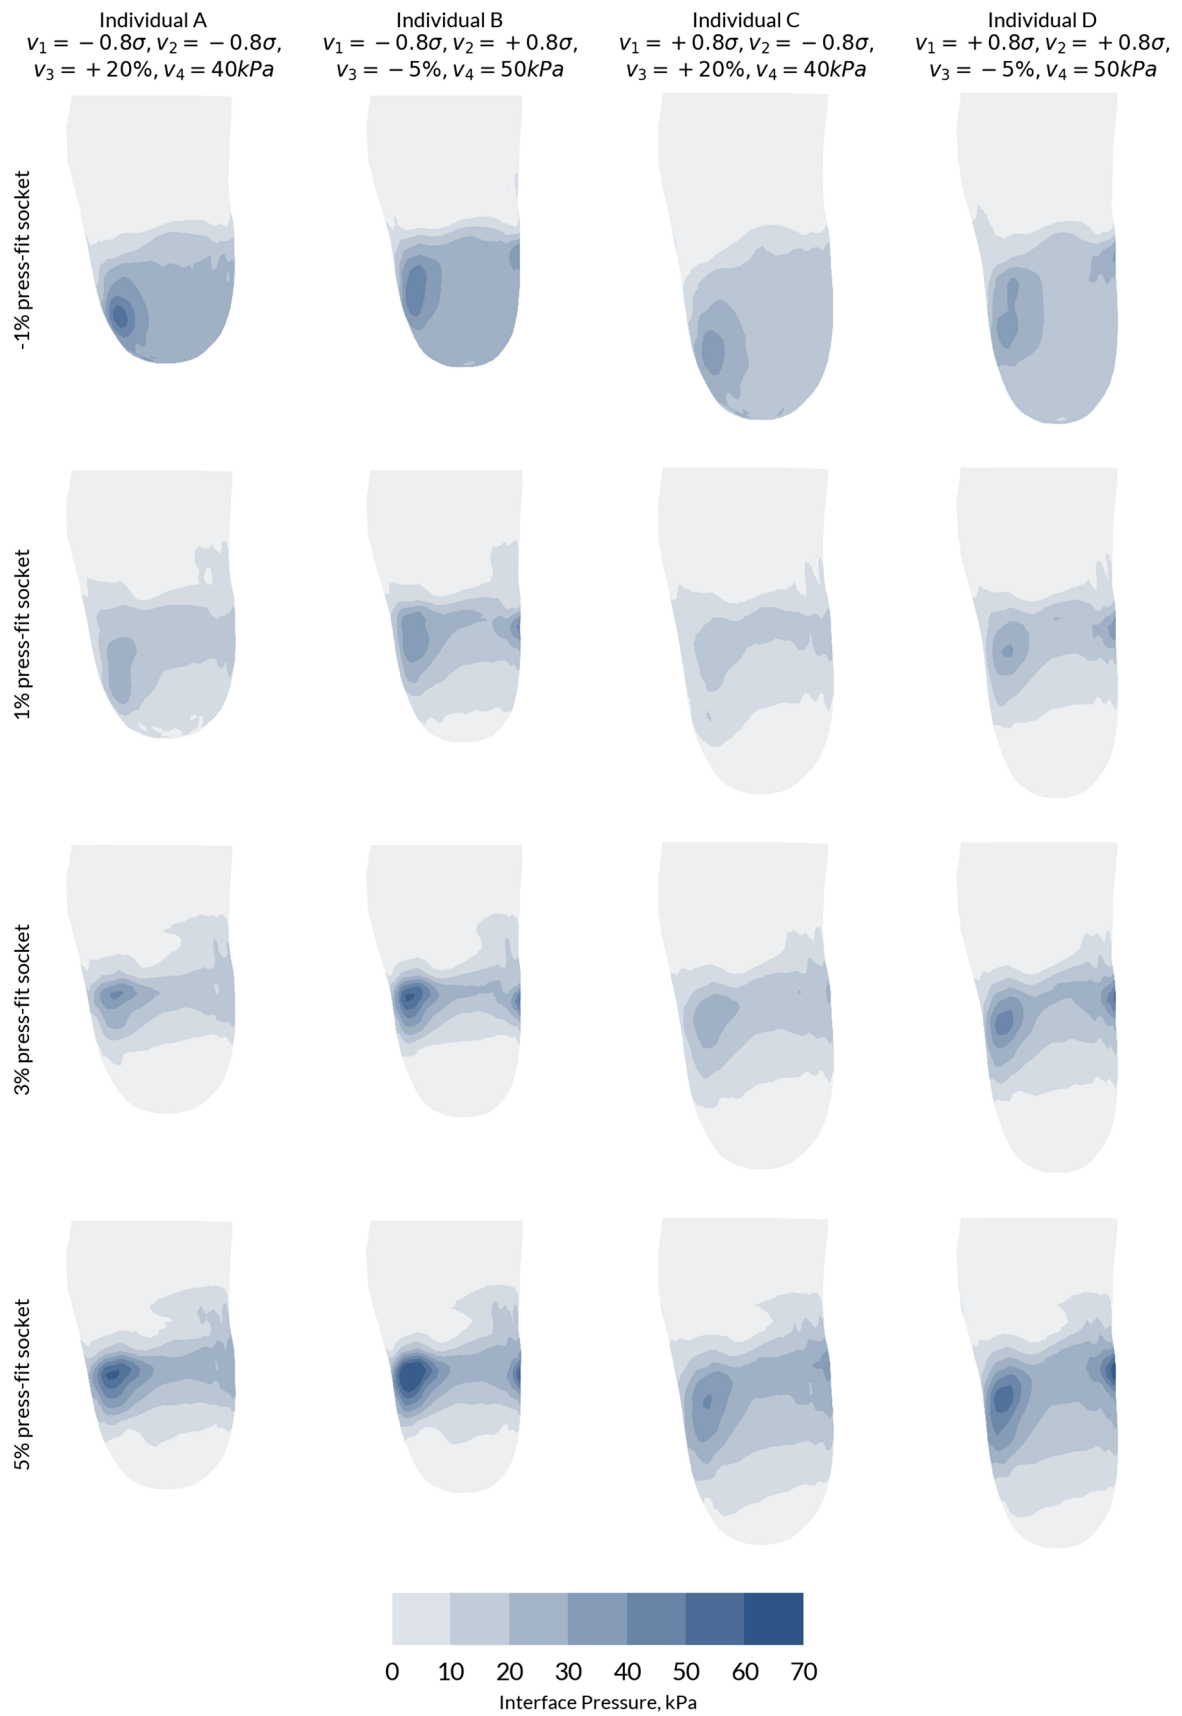 Individual A
v₁ = −0.8σ, v₂ = −0.8σ,
v₃ = +20%, v₄ = 40kPa
Individual B
v₁ = −0.8σ, v₂ = +0.8σ,
v₃ = −5%, v₄ = 50kPa
Individual C
v₁ = +0.8σ, v₂ = −0.8σ,
v₃ = +20%, v₄ = 40kPa
Individual D
v₁ = +0.8σ, v₂ = +0.8σ,
v₃ = −5%, v₄ = 50kPa
-1% press-fit socket
1% press-fit socket
3% press-fit socket
5% press-fit socket
0 10 20 30 40 50 60 70
Interface Pressure, kPa